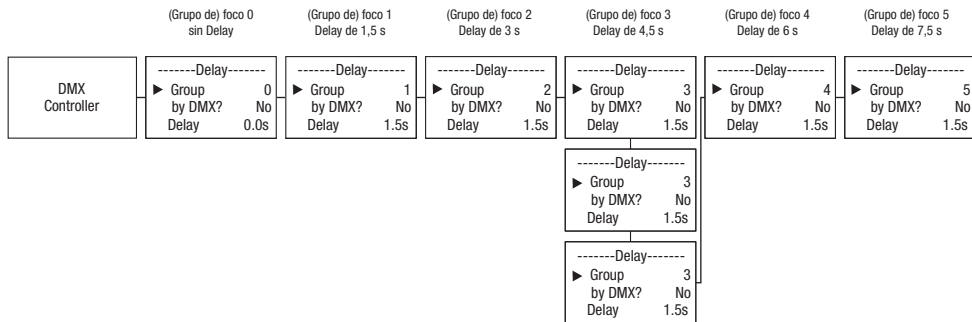 (Grupo de) foco 0
sin Delay
(Grupo de) foco 1
Delay de 1,5 s
(Grupo de) foco 2
Delay de 3 s
(Grupo de) foco 3
Delay de 4,5 s
(Grupo de) foco 4
Delay de 6 s
(Grupo de) foco 5
Delay de 7,5 s
DMX
Controller
-------Delay-------
▶ Group 0
by DMX? No
Delay 0.0s
-------Delay-------
▶ Group 1
by DMX? No
Delay 1.5s
-------Delay-------
▶ Group 2
by DMX? No
Delay 1.5s
-------Delay-------
▶ Group 3
by DMX? No
Delay 1.5s
-------Delay-------
▶ Group 3
by DMX? No
Delay 1.5s
-------Delay-------
▶ Group 3
by DMX? No
Delay 1.5s
-------Delay-------
▶ Group 4
by DMX? No
Delay 1.5s
-------Delay-------
▶ Group 5
by DMX? No
Delay 1.5s